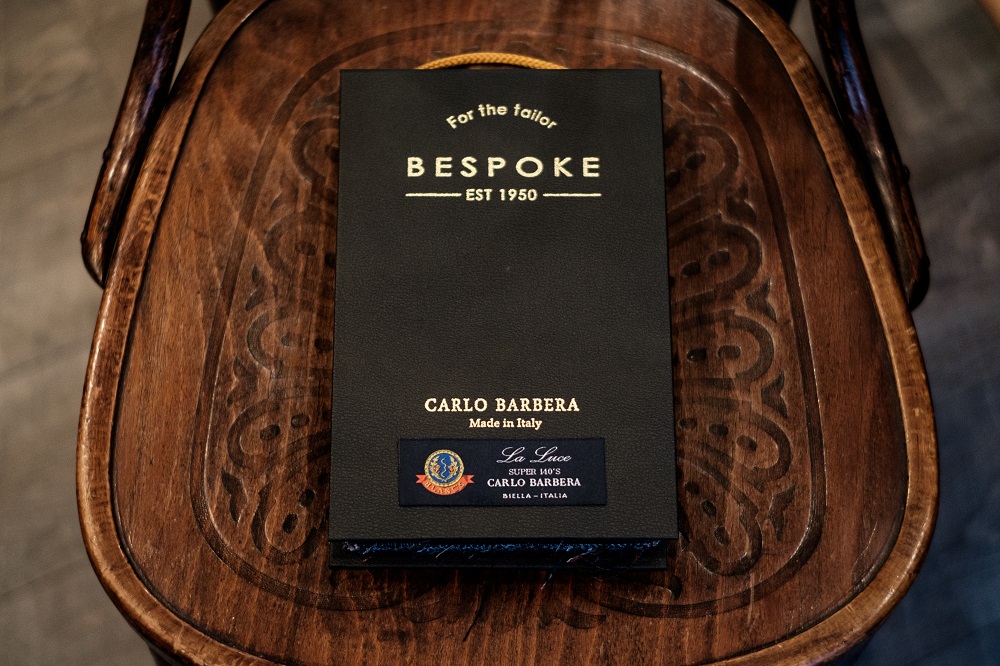 For the tailor
BESPOKE
EST 1950
CARLO BARBERA
Made in Italy
La Luce
SUPER 140'S
CARLO BARBERA
BIELLA – ITALIA